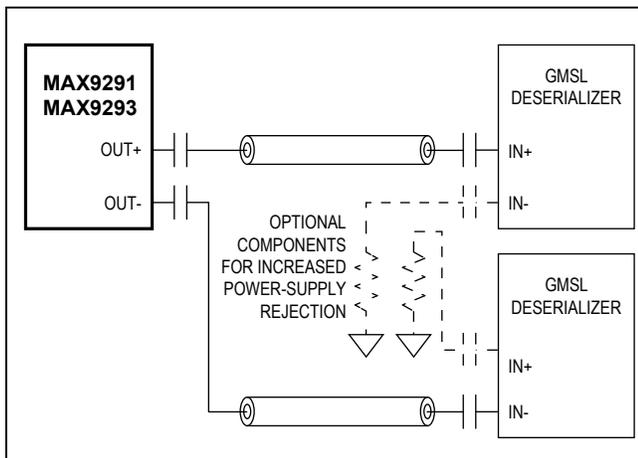 MAX9291
MAX9293
OUT+
OUT-
GMSL
DESERIALIZER
IN+
IN-
OPTIONAL
COMPONENTS
FOR INCREASED
POWER-SUPPLY
REJECTION
GMSL
DESERIALIZER
IN+
IN-